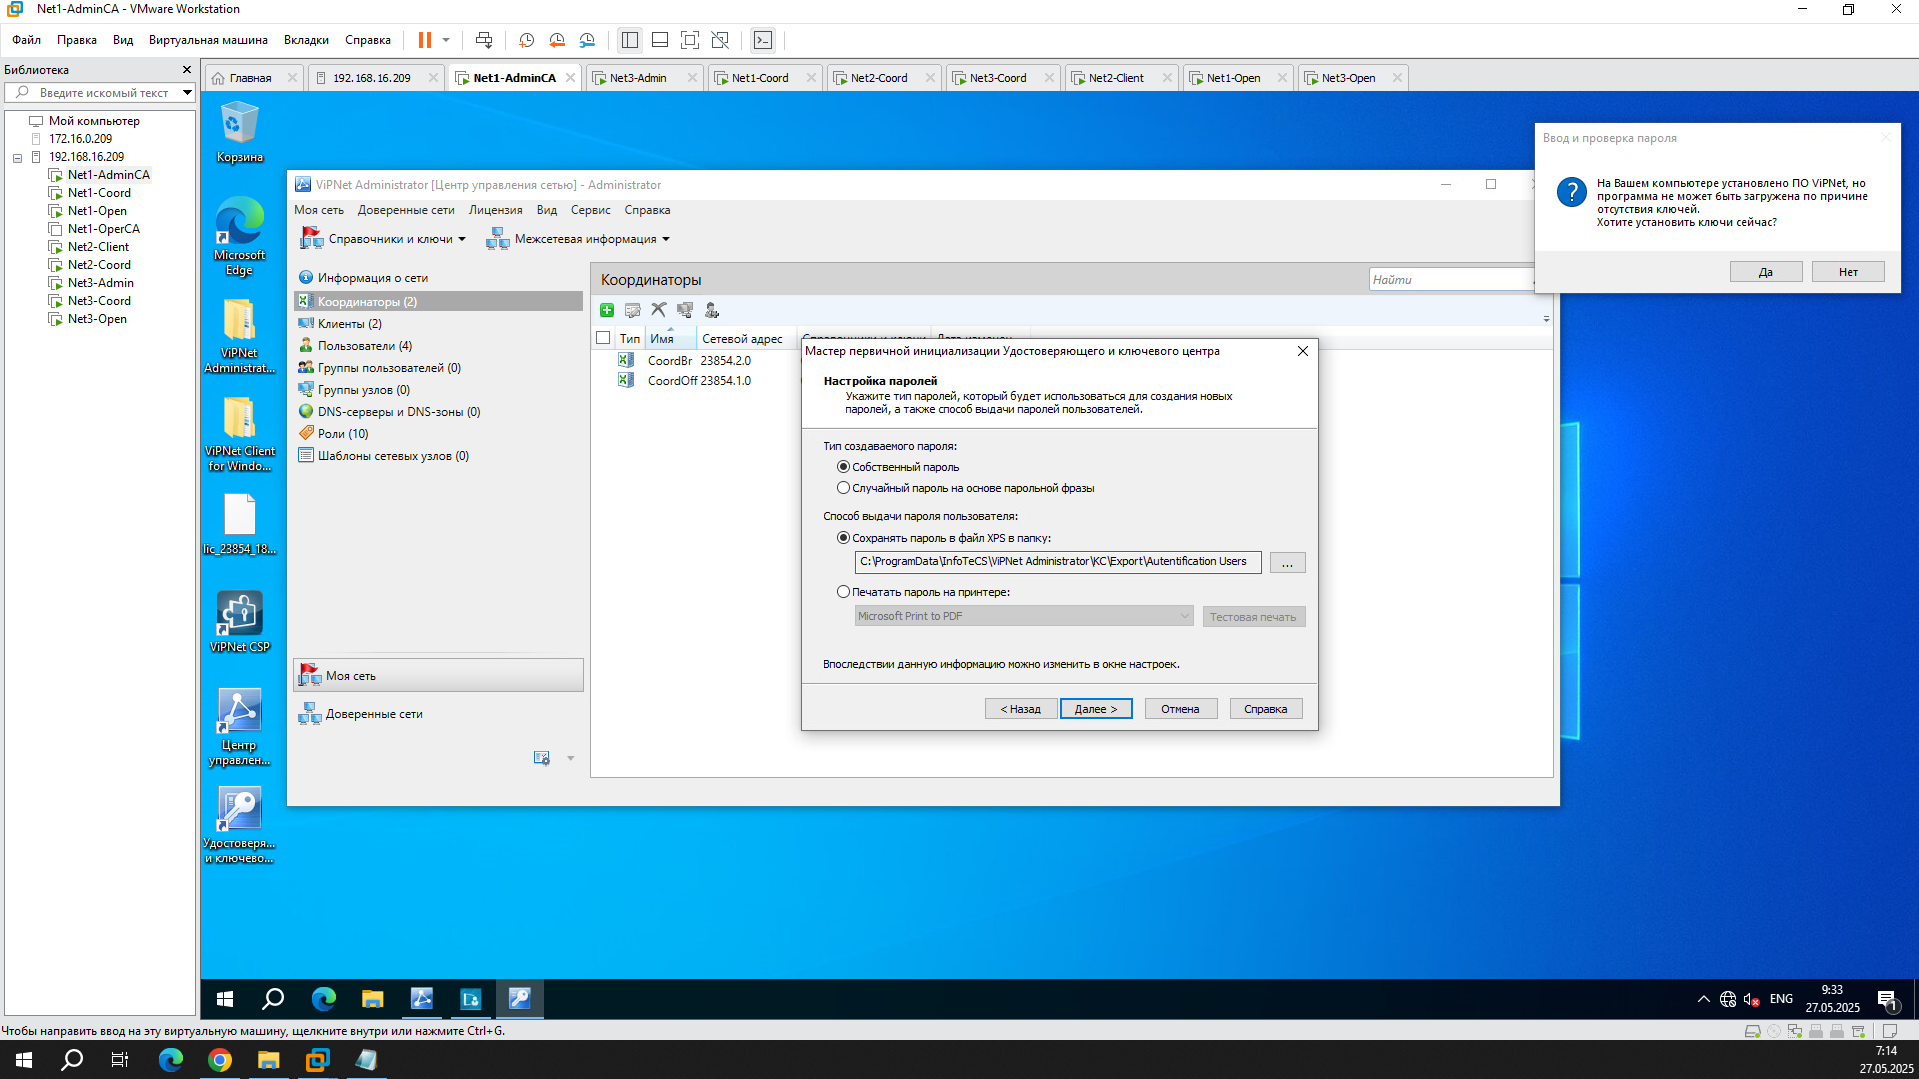 Net1-AdminCA - VMware Workstation
Файл Правка Вид Виртуальная машина Вкладки Справка
Библиотека
Введите искомый текст
Мой компьютер
172.16.0.209
192.168.16.209
Net1-AdminCA
Net1-Coord
Net1-Open
Net1-OperCA
Net2-Client
Net2-Coord
Net3-Admin
Net3-Coord
Net3-Open
Главная 192.168.16.209 Net1-AdminCA Net3-Admin Net1-Coord Net2-Coord Net3-Coord Net2-Client Net1-Open Net3-Open
Корзина
Microsoft
Edge
ViPNet
Administrat...
ViPNet Client
for Windo...
lic_23854_18...
ViPNet CSP
Центр
управлен...
Удостоверя...
и ключево...
ViPNet Administrator [Центр управления сетью] - Administrator
Моя сеть Доверенные сети Лицензия Вид Сервис Справка
Справочники и ключи Межсетевая информация
Информация о сети
Координаторы (2)
Клиенты (2)
Пользователи (4)
Группы пользователей (0)
Группы узлов (0)
DNS-серверы и DNS-зоны (0)
Роли (10)
Шаблоны сетевых узлов (0)
Моя сеть
Доверенные сети
Координаторы
Найти
Тип Имя Сетевой адрес Справочники и ключи Дата изменен
CoordBr 23854.2.0
CoordOff 23854.1.0
Мастер первичной инициализации Удостоверяющего и ключевого центра
Настройка паролей
Укажите тип паролей, который будет использоваться для создания новых
паролей, а также способ выдачи паролей пользователей.
Тип создаваемого пароля:
Собственный пароль
Случайный пароль на основе парольной фразы
Способ выдачи пароля пользователя:
Сохранять пароль в файл XPS в папку:
C:\ProgramData\InfoTeCS\ViPNet Administrator\KC\Export\Autentification Users
...
Печатать пароль на принтере:
Microsoft Print to PDF Тестовая печать
Впоследствии данную информацию можно изменить в окне настроек.
< Назад Далее > Отмена Справка
Ввод и проверка пароля
На Вашем компьютере установлено ПО ViPNet, но
программа не может быть загружена по причине
отсутствия ключей.
Хотите установить ключи сейчас?
Да Нет
ENG
9:33
27.05.2025
1
Чтобы направить ввод на эту виртуальную машину, щелкните внутри или нажмите Ctrl+G.
7:14
27.05.2025